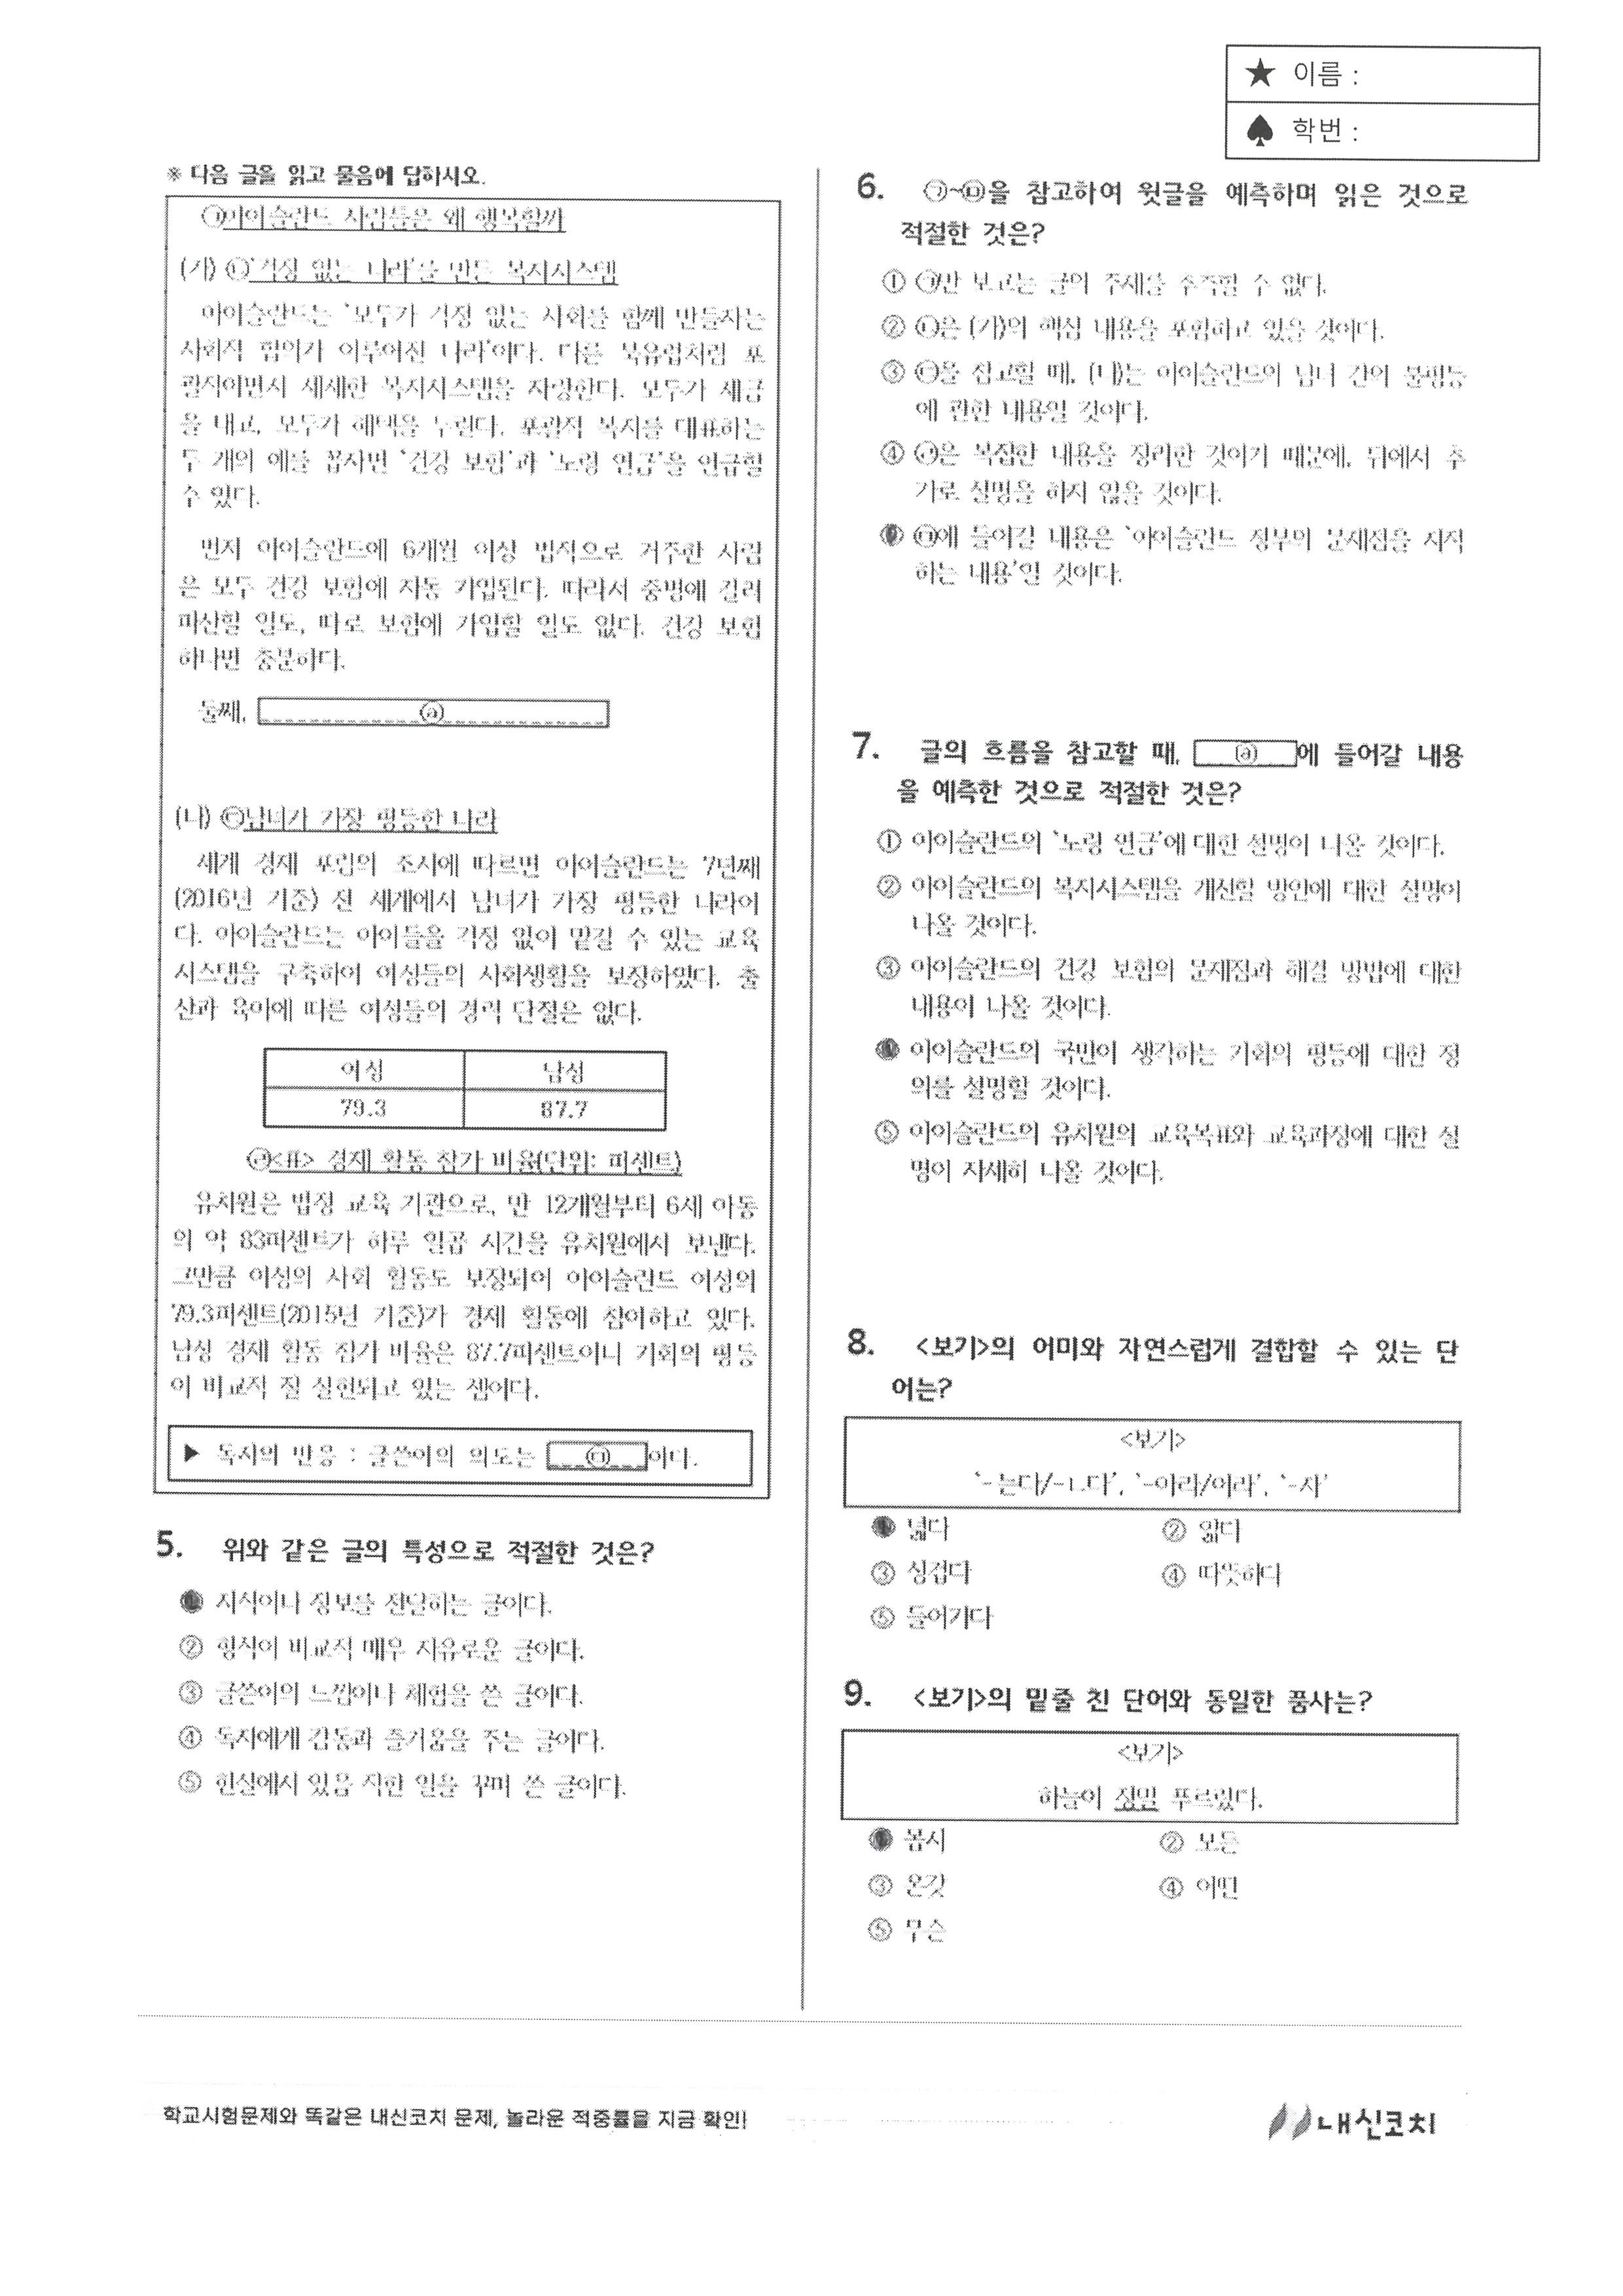 ★ 이름 :
♠ 학번 :
※ 다음 글을 읽고 물음에 답하시오.
㉠아이슬란드 사람들은 왜 행복할까
(가) ㉡'걱정 없는 나라'를 만든 복지시스템
아이슬란드는 '모두가 걱정 없는 사회를 함께 만들자는
사회적 합의가 이루어진 나라'이다. 다른 북유럽처럼 포
괄적이면서 세세한 복지시스템을 자랑한다. 모두가 세금
을 내고, 모두가 혜택을 누린다. 포괄적 복지를 대표하는
두 개의 예를 꼽자면 '건강 보험'과 '노령 연금'을 언급할
수 있다.
먼저 아이슬란드에 6개월 이상 법적으로 거주한 사람
은 모두 건강 보험에 자동 가입된다. 따라서 중병에 걸려
파산할 일도, 따로 보험에 가입할 일도 없다. 건강 보험
하나면 충분하다.
둘째, ⓐ
(나) ㉢남녀가 가장 평등한 나라
세계 경제 포럼의 조사에 따르면 아이슬란드는 7년째
(2016년 기준) 전 세계에서 남녀가 가장 평등한 나라이
다. 아이슬란드는 아이들을 걱정 없이 맡길 수 있는 교육
시스템을 구축하여 여성들의 사회생활을 보장하였다. 출
산과 육아에 따른 여성들의 경력 단절은 없다.
여성 남성
79.3 87.7
㉣<표> 경제 활동 참가 비율(단위: 퍼센트)
유치원은 법정 교육 기관으로, 만 12개월부터 6세 아동
의 약 83퍼센트가 하루 일곱 시간을 유치원에서 보낸다.
그만큼 여성의 사회 활동도 보장되어 아이슬란드 여성의
79.3퍼센트(2015년 기준)가 경제 활동에 참여하고 있다.
남성 경제 활동 참가 비율은 87.7퍼센트이니 기회의 평등
이 비교적 잘 실현되고 있는 셈이다.
▶ 독자의 반응 : 글쓴이의 의도는 ㉤이다.
5. 위와 같은 글의 특성으로 적절한 것은?
① 지식이나 정보를 전달하는 글이다.
② 형식이 비교적 매우 자유로운 글이다.
③ 글쓴이의 느낌이나 체험을 쓴 글이다.
④ 독자에게 감동과 즐거움을 주는 글이다.
⑤ 현실에서 있음 직한 일을 꾸며 쓴 글이다.
6. ㉠~㉤을 참고하여 윗글을 예측하며 읽은 것으로
적절한 것은?
① ㉠만 보고는 글의 주제를 추측할 수 없다.
② ㉡은 (가)의 핵심 내용을 포함하고 있을 것이다.
③ ㉢을 참고할 때, (나)는 아이슬란드의 남녀 간의 불평등
에 관한 내용일 것이다.
④ ㉣은 복잡한 내용을 정리한 것이기 때문에, 뒤에서 추
가로 설명을 하지 않을 것이다.
⑤ ㉤에 들어갈 내용은 '아이슬란드 정부의 문제점을 지적
하는 내용'일 것이다.
7. 글의 흐름을 참고할 때, ⓐ에 들어갈 내용
을 예측한 것으로 적절한 것은?
① 아이슬란드의 '노령 연금'에 대한 설명이 나올 것이다.
② 아이슬란드의 복지시스템을 개선할 방안에 대한 설명이
나올 것이다.
③ 아이슬란드의 건강 보험의 문제점과 해결 방법에 대한
내용이 나올 것이다.
④ 아이슬란드의 국민이 생각하는 기회의 평등에 대한 정
의를 설명할 것이다.
⑤ 아이슬란드의 유치원의 교육목표와 교육과정에 대한 설
명이 자세히 나올 것이다.
8. <보기>의 어미와 자연스럽게 결합할 수 있는 단
어는?
<보기>
'-는다/-ㄴ다', '-아라/어라', '-자'
① 넓다 ② 얇다
③ 싱겁다 ④ 따뜻하다
⑤ 들어가다
9. <보기>의 밑줄 친 단어와 동일한 품사는?
<보기>
하늘이 정말 푸르렀다.
① 몹시 ② 모든
③ 온갖 ④ 어떤
⑤ 무슨
학교시험문제와 똑같은 내신코치 문제, 놀라운 적중률을 지금 확인!
내신코치